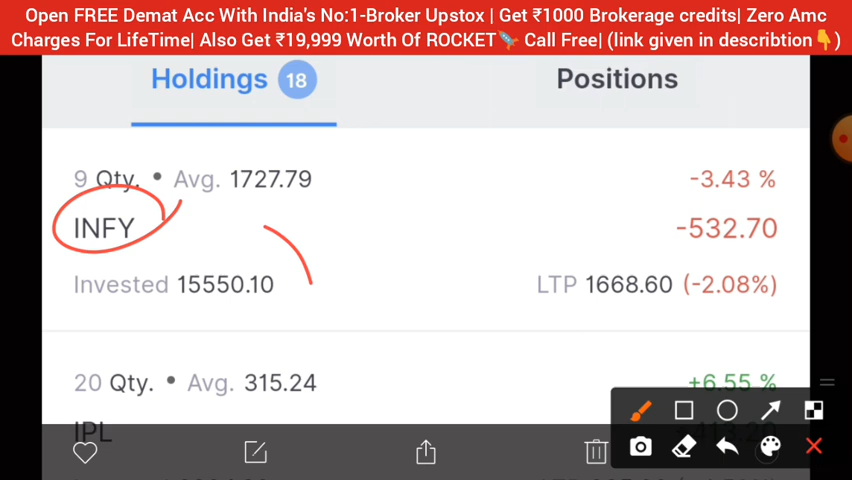 Open FREE Demat Acc With India's No:1-Broker Upstox | Get ₹1000 Brokerage credits| Zero Amc
Charges For LifeTime| Also Get ₹19,999 Worth Of ROCKET🚀 Call Free| (link given in describtion👇)
Holdings 18 Positions
9 Qty. • Avg. 1727.79 -3.43 %
INFY -532.70
Invested 15550.10 LTP 1668.60 (-2.08%)
20 Qty. • Avg. 315.24 +6.55 %
IPL +413.20